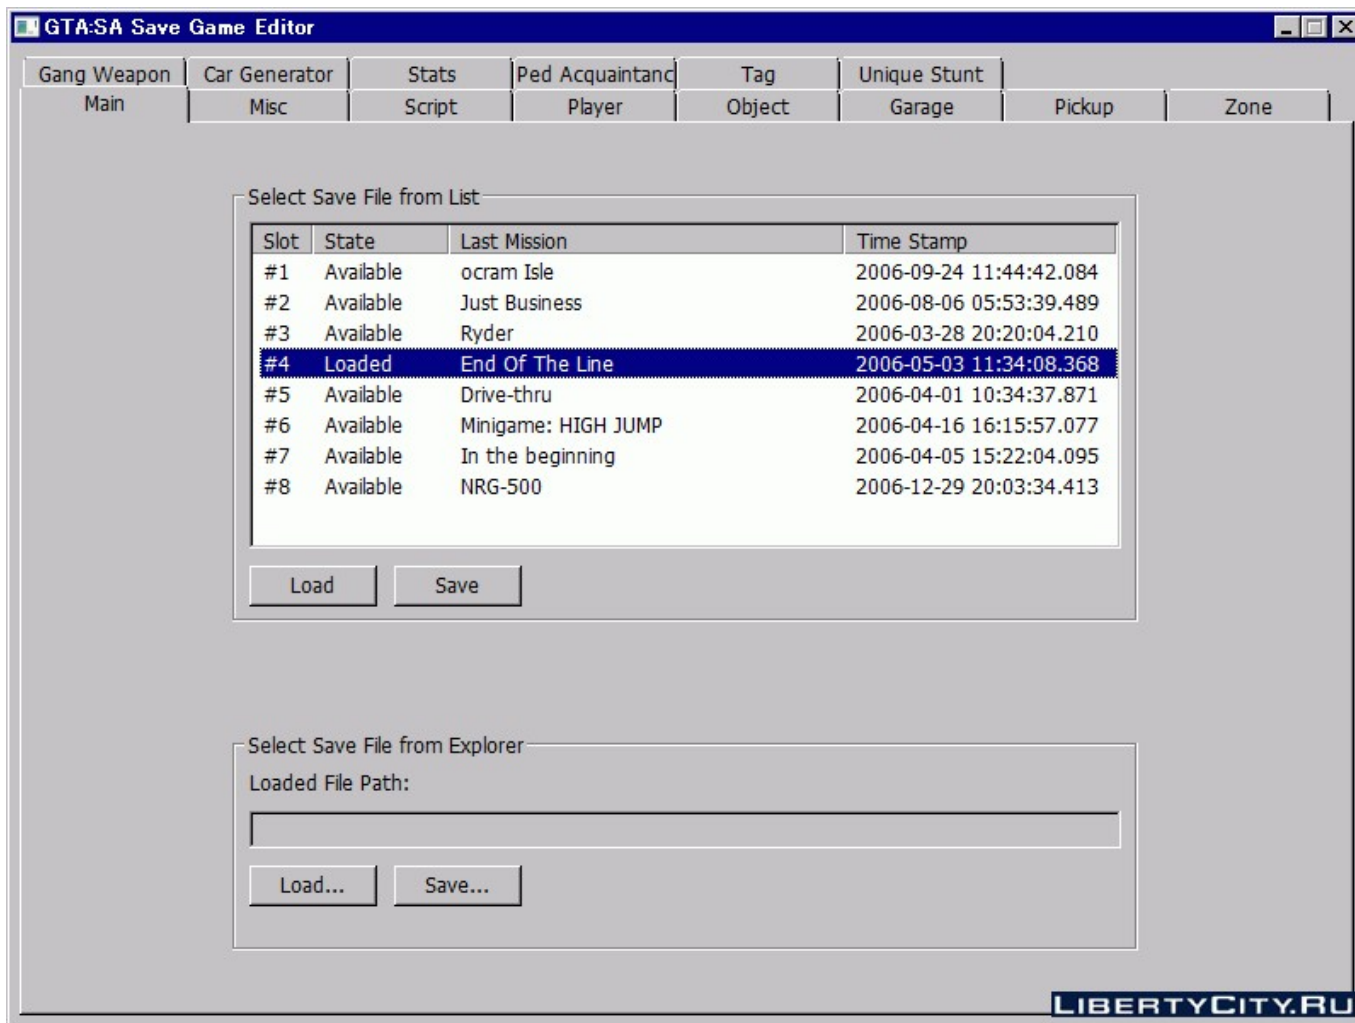 GTA:SA Save Game Editor
Gang Weapon Car Generator Stats Ped Acquaintanc Tag Unique Stunt
Main Misc Script Player Object Garage Pickup Zone
Select Save File from List
Slot State Last Mission Time Stamp
#1 Available ocram Isle 2006-09-24 11:44:42.084
#2 Available Just Business 2006-08-06 05:53:39.489
#3 Available Ryder 2006-03-28 20:20:04.210
#4 Loaded End Of The Line 2006-05-03 11:34:08.368
#5 Available Drive-thru 2006-04-01 10:34:37.871
#6 Available Minigame: HIGH JUMP 2006-04-16 16:15:57.077
#7 Available In the beginning 2006-04-05 15:22:04.095
#8 Available NRG-500 2006-12-29 20:03:34.413
Load Save
Select Save File from Explorer
Loaded File Path:
Load... Save...
LIBERTYCITY.RU